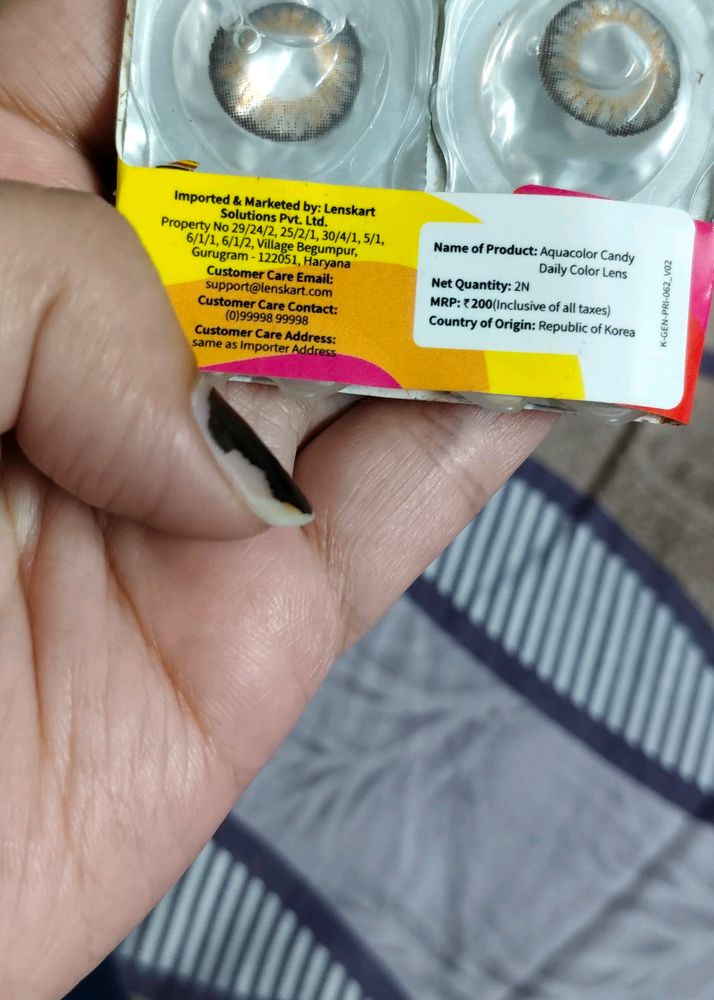 Imported & Marketed by: Lenskart
Solutions Pvt. Ltd.
Property No 29/24/2, 25/2/1, 30/4/1, 5/1,
6/1/1, 6/1/2, Village Begumpur,
Gurugram - 122051, Haryana
Customer Care Email:
support@lenskart.com
Customer Care Contact:
(0)99998 99998
Customer Care Address:
same as Importer Address
Name of Product: Aquacolor Candy
Daily Color Lens
Net Quantity: 2N
MRP: ₹200(Inclusive of all taxes)
Country of Origin: Republic of Korea
K-GEN-PRI-062_V02